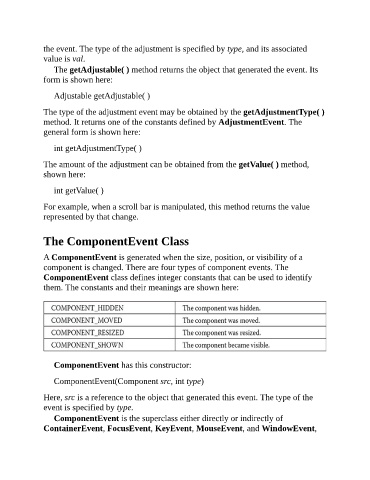 the event. The type of the adjustment is specified by type, and its associated
value is val.
The getAdjustable( ) method returns the object that generated the event. Its
form is shown here:
Adjustable getAdjustable( )
The type of the adjustment event may be obtained by the getAdjustmentType( )
method. It returns one of the constants defined by AdjustmentEvent. The
general form is shown here:
int getAdjustmentType( )
The amount of the adjustment can be obtained from the getValue( ) method,
shown here:
int getValue( )
For example, when a scroll bar is manipulated, this method returns the value
represented by that change.
The ComponentEvent Class
A ComponentEvent is generated when the size, position, or visibility of a
component is changed. There are four types of component events. The
ComponentEvent class defines integer constants that can be used to identify
them. The constants and their meanings are shown here:
COMPONENT_HIDDEN The component was hidden.
COMPONENT_MOVED The component was moved.
COMPONENT_RESIZED The component was resized.
COMPONENT_SHOWN The component became visible.
ComponentEvent has this constructor:
ComponentEvent(Component src, int type)
Here, src is a reference to the object that generated this event. The type of the
event is specified by type.
ComponentEvent is the superclass either directly or indirectly of
ContainerEvent, FocusEvent, KeyEvent, MouseEvent, and WindowEvent,